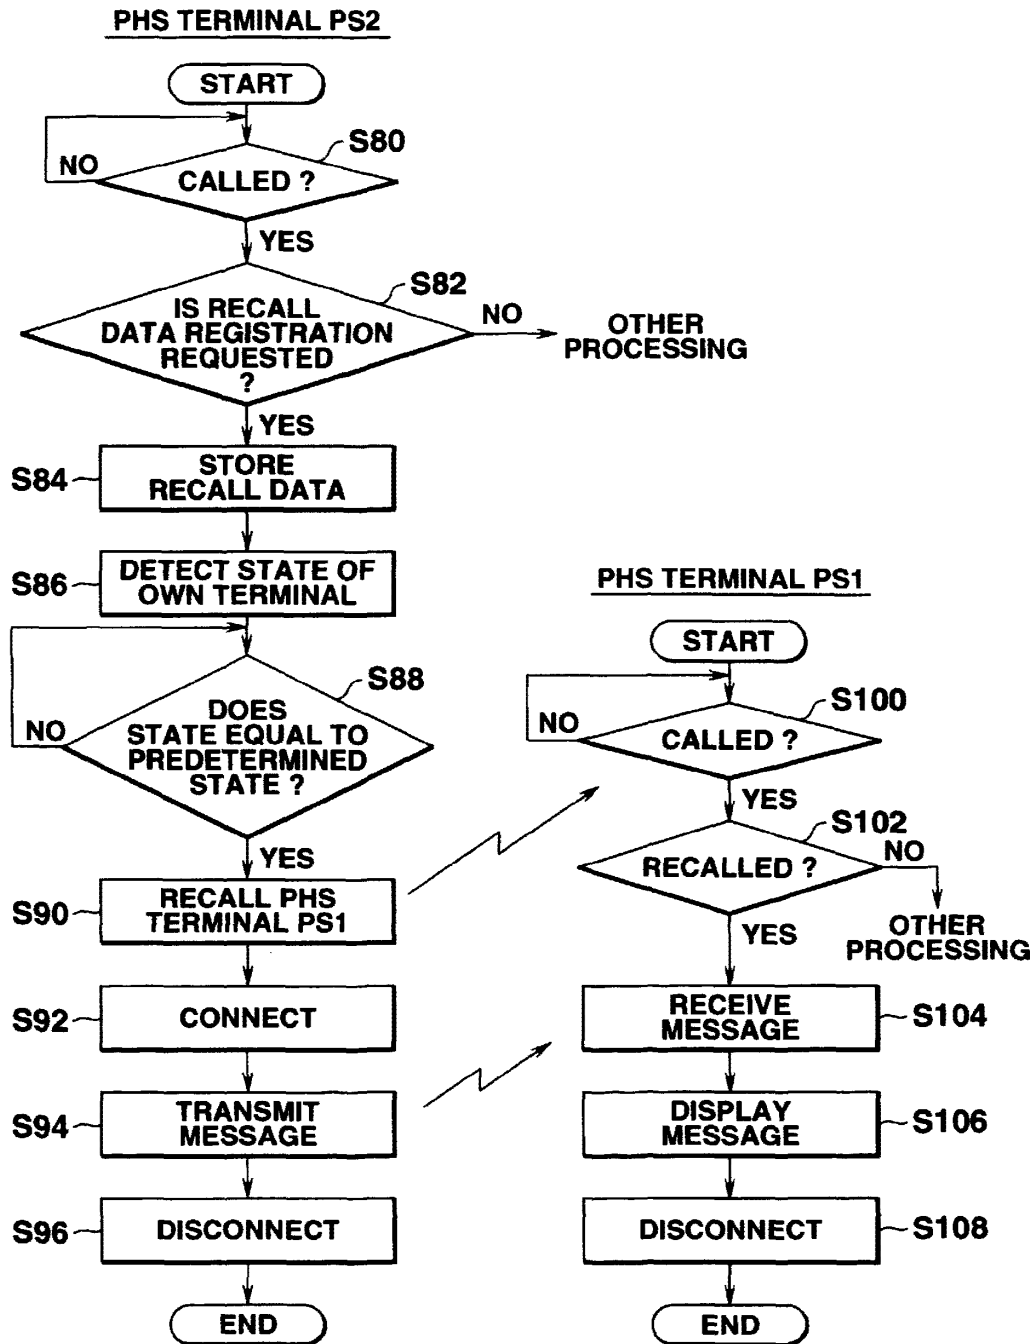 PHS TERMINAL PS2
START
S80
NO
CALLED ?
YES
S82
IS RECALL
DATA REGISTRATION
REQUESTED
?
NO
OTHER
PROCESSING
YES
S84
STORE
RECALL DATA
S86
DETECT STATE OF
OWN TERMINAL
S88
NO
DOES
STATE EQUAL TO
PREDETERMINED
STATE ?
YES
S90
RECALL PHS
TERMINAL PS1
S92
CONNECT
S94
TRANSMIT
MESSAGE
S96
DISCONNECT
END
PHS TERMINAL PS1
START
S100
NO
CALLED ?
YES
S102
RECALLED ?
NO
OTHER
PROCESSING
YES
RECEIVE
MESSAGE
S104
DISPLAY
MESSAGE
S106
DISCONNECT
S108
END